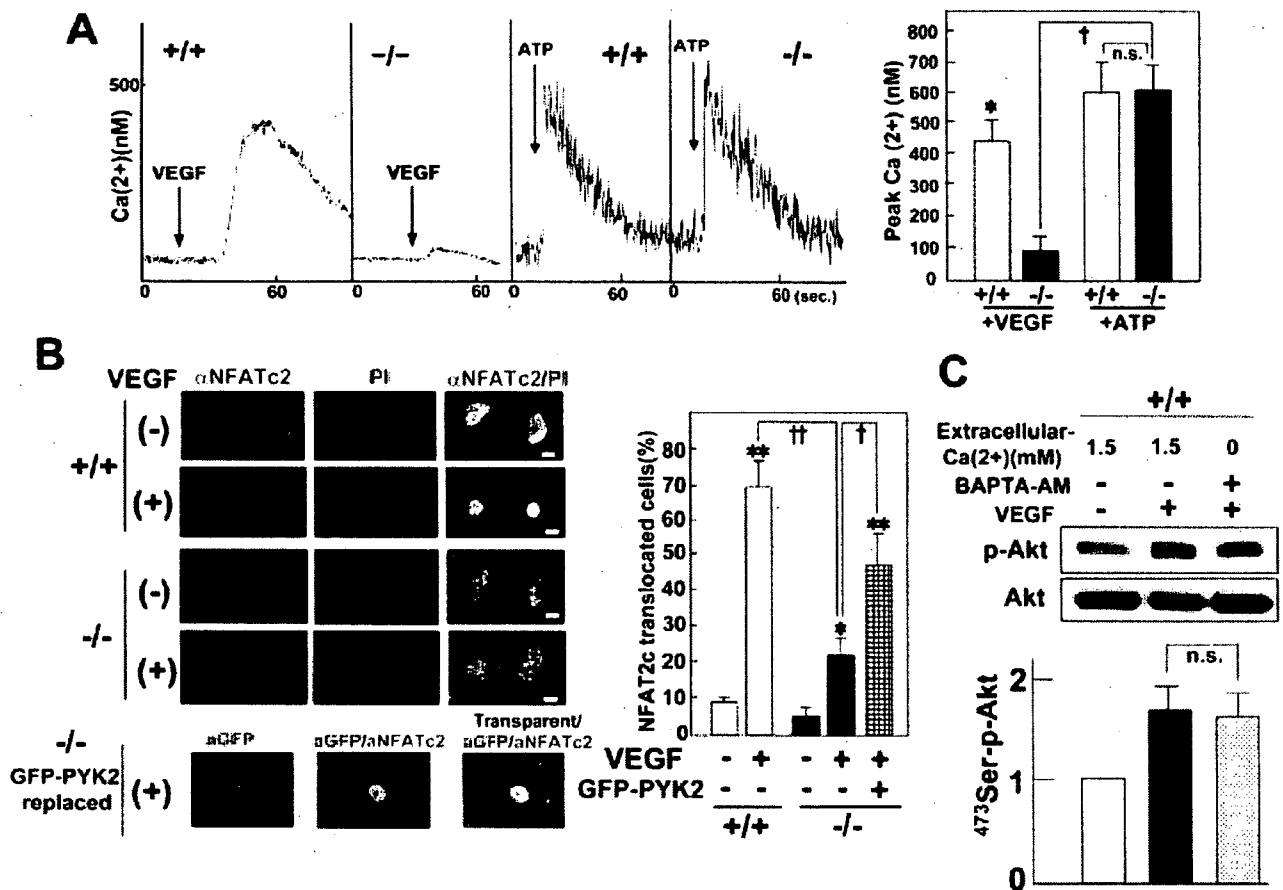 A
+/+
-/-
ATP
+/+
ATP
-/-
500
Ca(2+)(nM)
VEGF
VEGF
0
60
0
60
0
60
0
60 (sec.)
Peak Ca (2+) (nM)
800
700
600
500
400
300
200
100
0
*
†
n.s.
+/+
-/-
+/+
-/-
+VEGF
+ATP
B
VEGF
αNFATc2
PI
αNFATc2/PI
+/+
(-)
(+)
-/-
(-)
(+)
-/-
GFP-PYK2
replaced
(+)
αGFP
αGFP/αNFATc2
Transparent/
αGFP/αNFATc2
NFAT2c translocated cells(%)
80
70
60
50
40
30
20
10
0
**
††
†
*
**
VEGF - + - + +
GFP-PYK2 - - - - +
+/+
-/-
C
+/+
Extracellular-
Ca(2+)(mM) 1.5 1.5 0
BAPTA-AM - - +
VEGF - + +
p-Akt
Akt
473Ser-p-Akt
2
1
0
n.s.